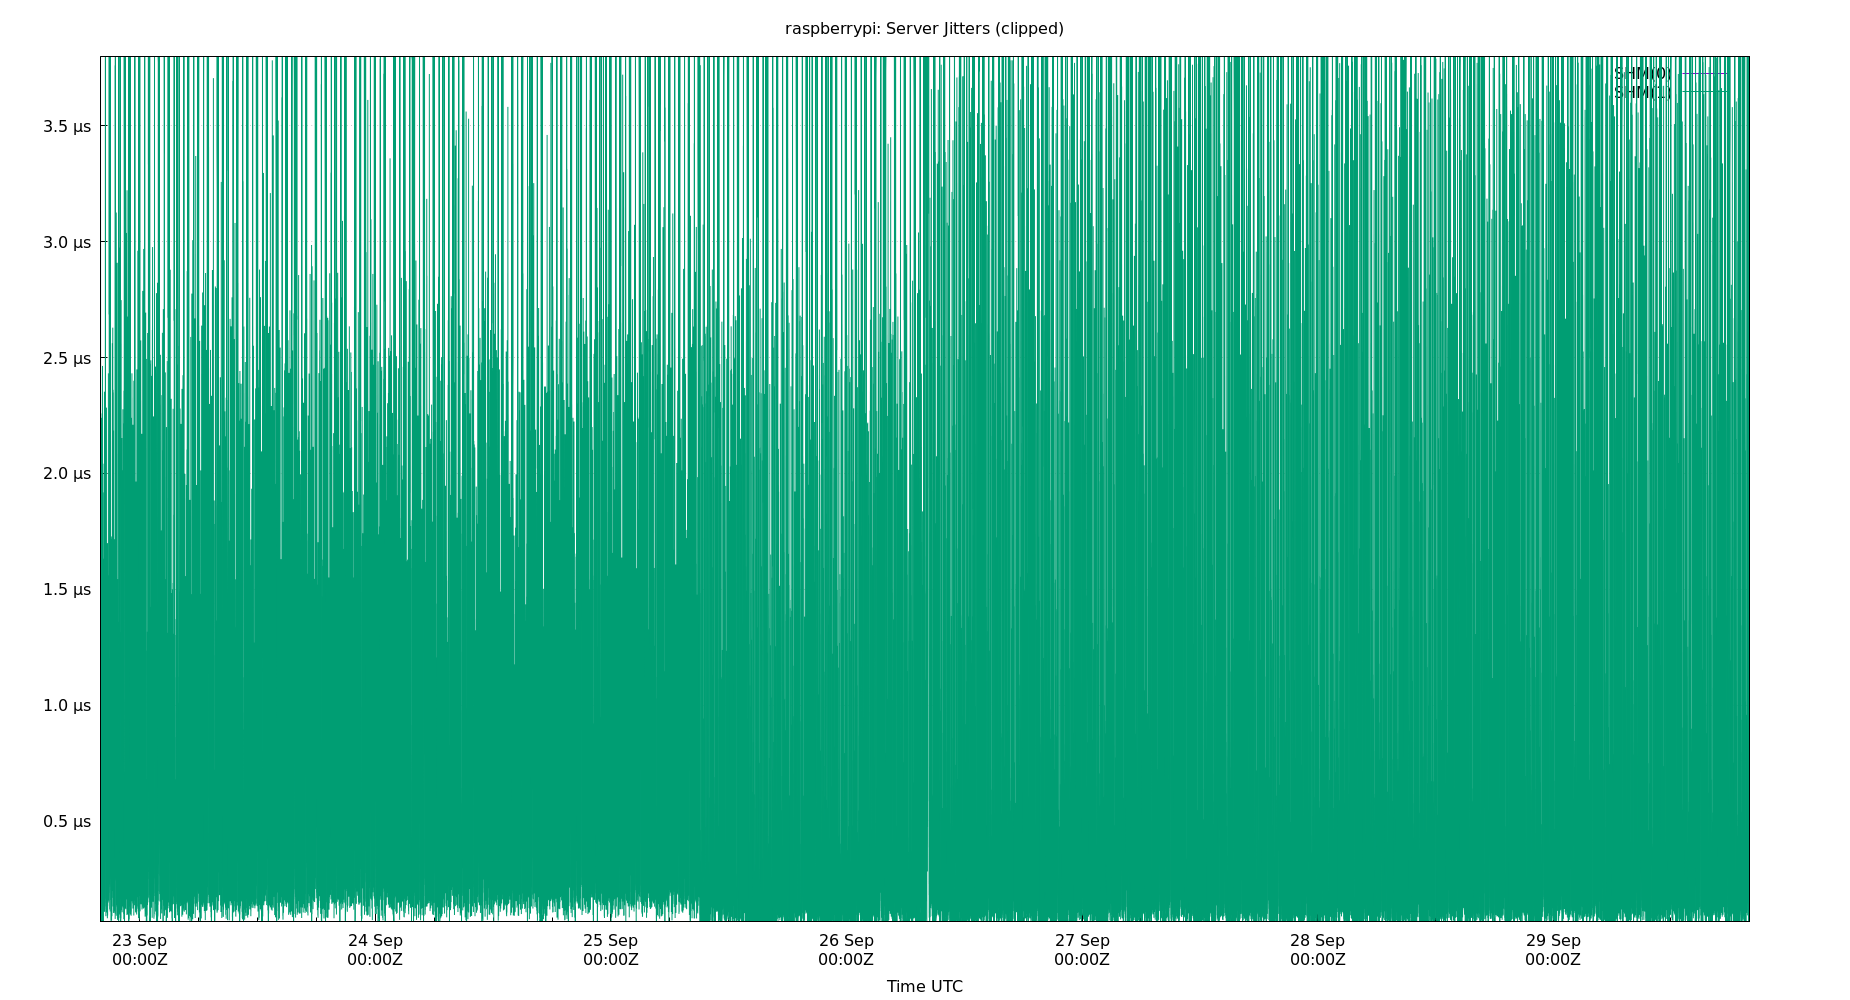 raspberrypi: Server Jitters (clipped)
SHM(0)
SHM(1)
3.5 µs
3.0 µs
2.5 µs
2.0 µs
1.5 µs
1.0 µs
0.5 µs
23 Sep 24 Sep 25 Sep 26 Sep 27 Sep 28 Sep 29 Sep
00:00Z 00:00Z 00:00Z 00:00Z 00:00Z 00:00Z 00:00Z
Time UTC